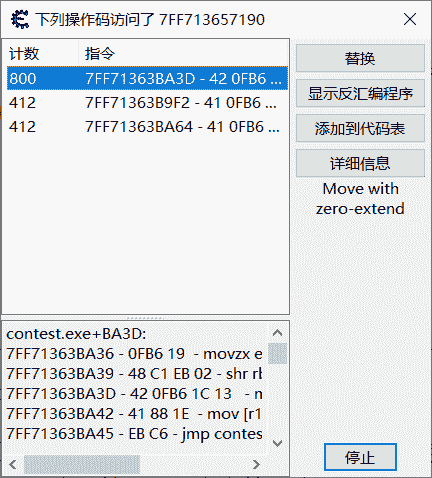 下列操作码访问了 7FF713657190
计数 指令
800 7FF71363BA3D - 42 0FB6 ...
412 7FF71363B9F2 - 41 0FB6 ...
412 7FF71363BA64 - 41 0FB6 ...
替换
显示反汇编程序
添加到代码表
详细信息
Move with
zero-extend
contest.exe+BA3D:
7FF71363BA36 - 0FB6 19 - movzx e
7FF71363BA39 - 48 C1 EB 02 - shr rb
7FF71363BA3D - 42 0FB6 1C 13 - m
7FF71363BA42 - 41 88 1E - mov [r1
7FF71363BA45 - EB C6 - jmp contes
停止